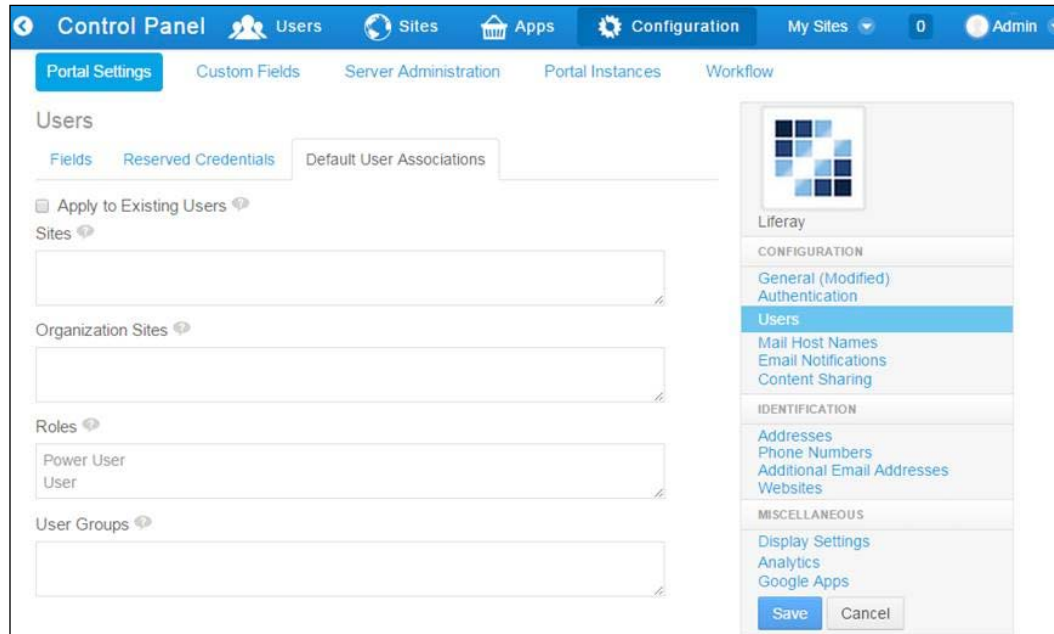 Control Panel Users Sites Apps Configuration My Sites 0 Admin
Portal Settings Custom Fields Server Administration Portal Instances Workflow
Users
Fields Reserved Credentials Default User Associations
Apply to Existing Users
Sites
Organization Sites
Roles
Power User
User
User Groups
Liferay
CONFIGURATION
General (Modified)
Authentication
Users
Mail Host Names
Email Notifications
Content Sharing
IDENTIFICATION
Addresses
Phone Numbers
Additional Email Addresses
Websites
MISCELLANEOUS
Display Settings
Analytics
Google Apps
Save Cancel